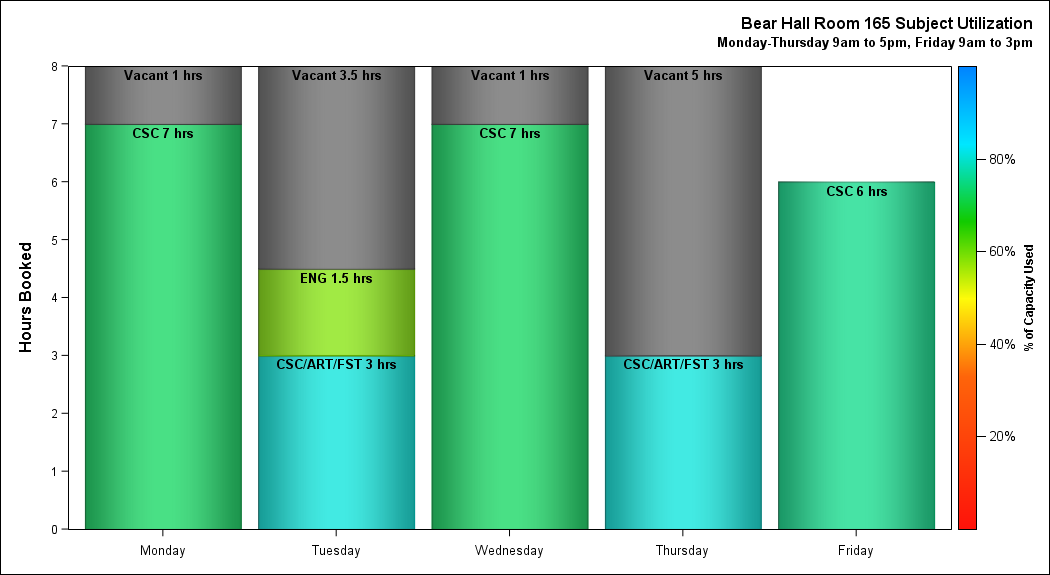 Bear Hall Room 165 Subject Utilization
Monday-Thursday 9am to 5pm, Friday 9am to 3pm
Hours Booked
8
7
6
5
4
3
2
1
0
Vacant 1 hrs
CSC 7 hrs
Vacant 3.5 hrs
ENG 1.5 hrs
CSC/ART/FST 3 hrs
Vacant 1 hrs
CSC 7 hrs
Vacant 5 hrs
CSC/ART/FST 3 hrs
CSC 6 hrs
Monday
Tuesday
Wednesday
Thursday
Friday
80%
60%
40%
20%
% of Capacity Used